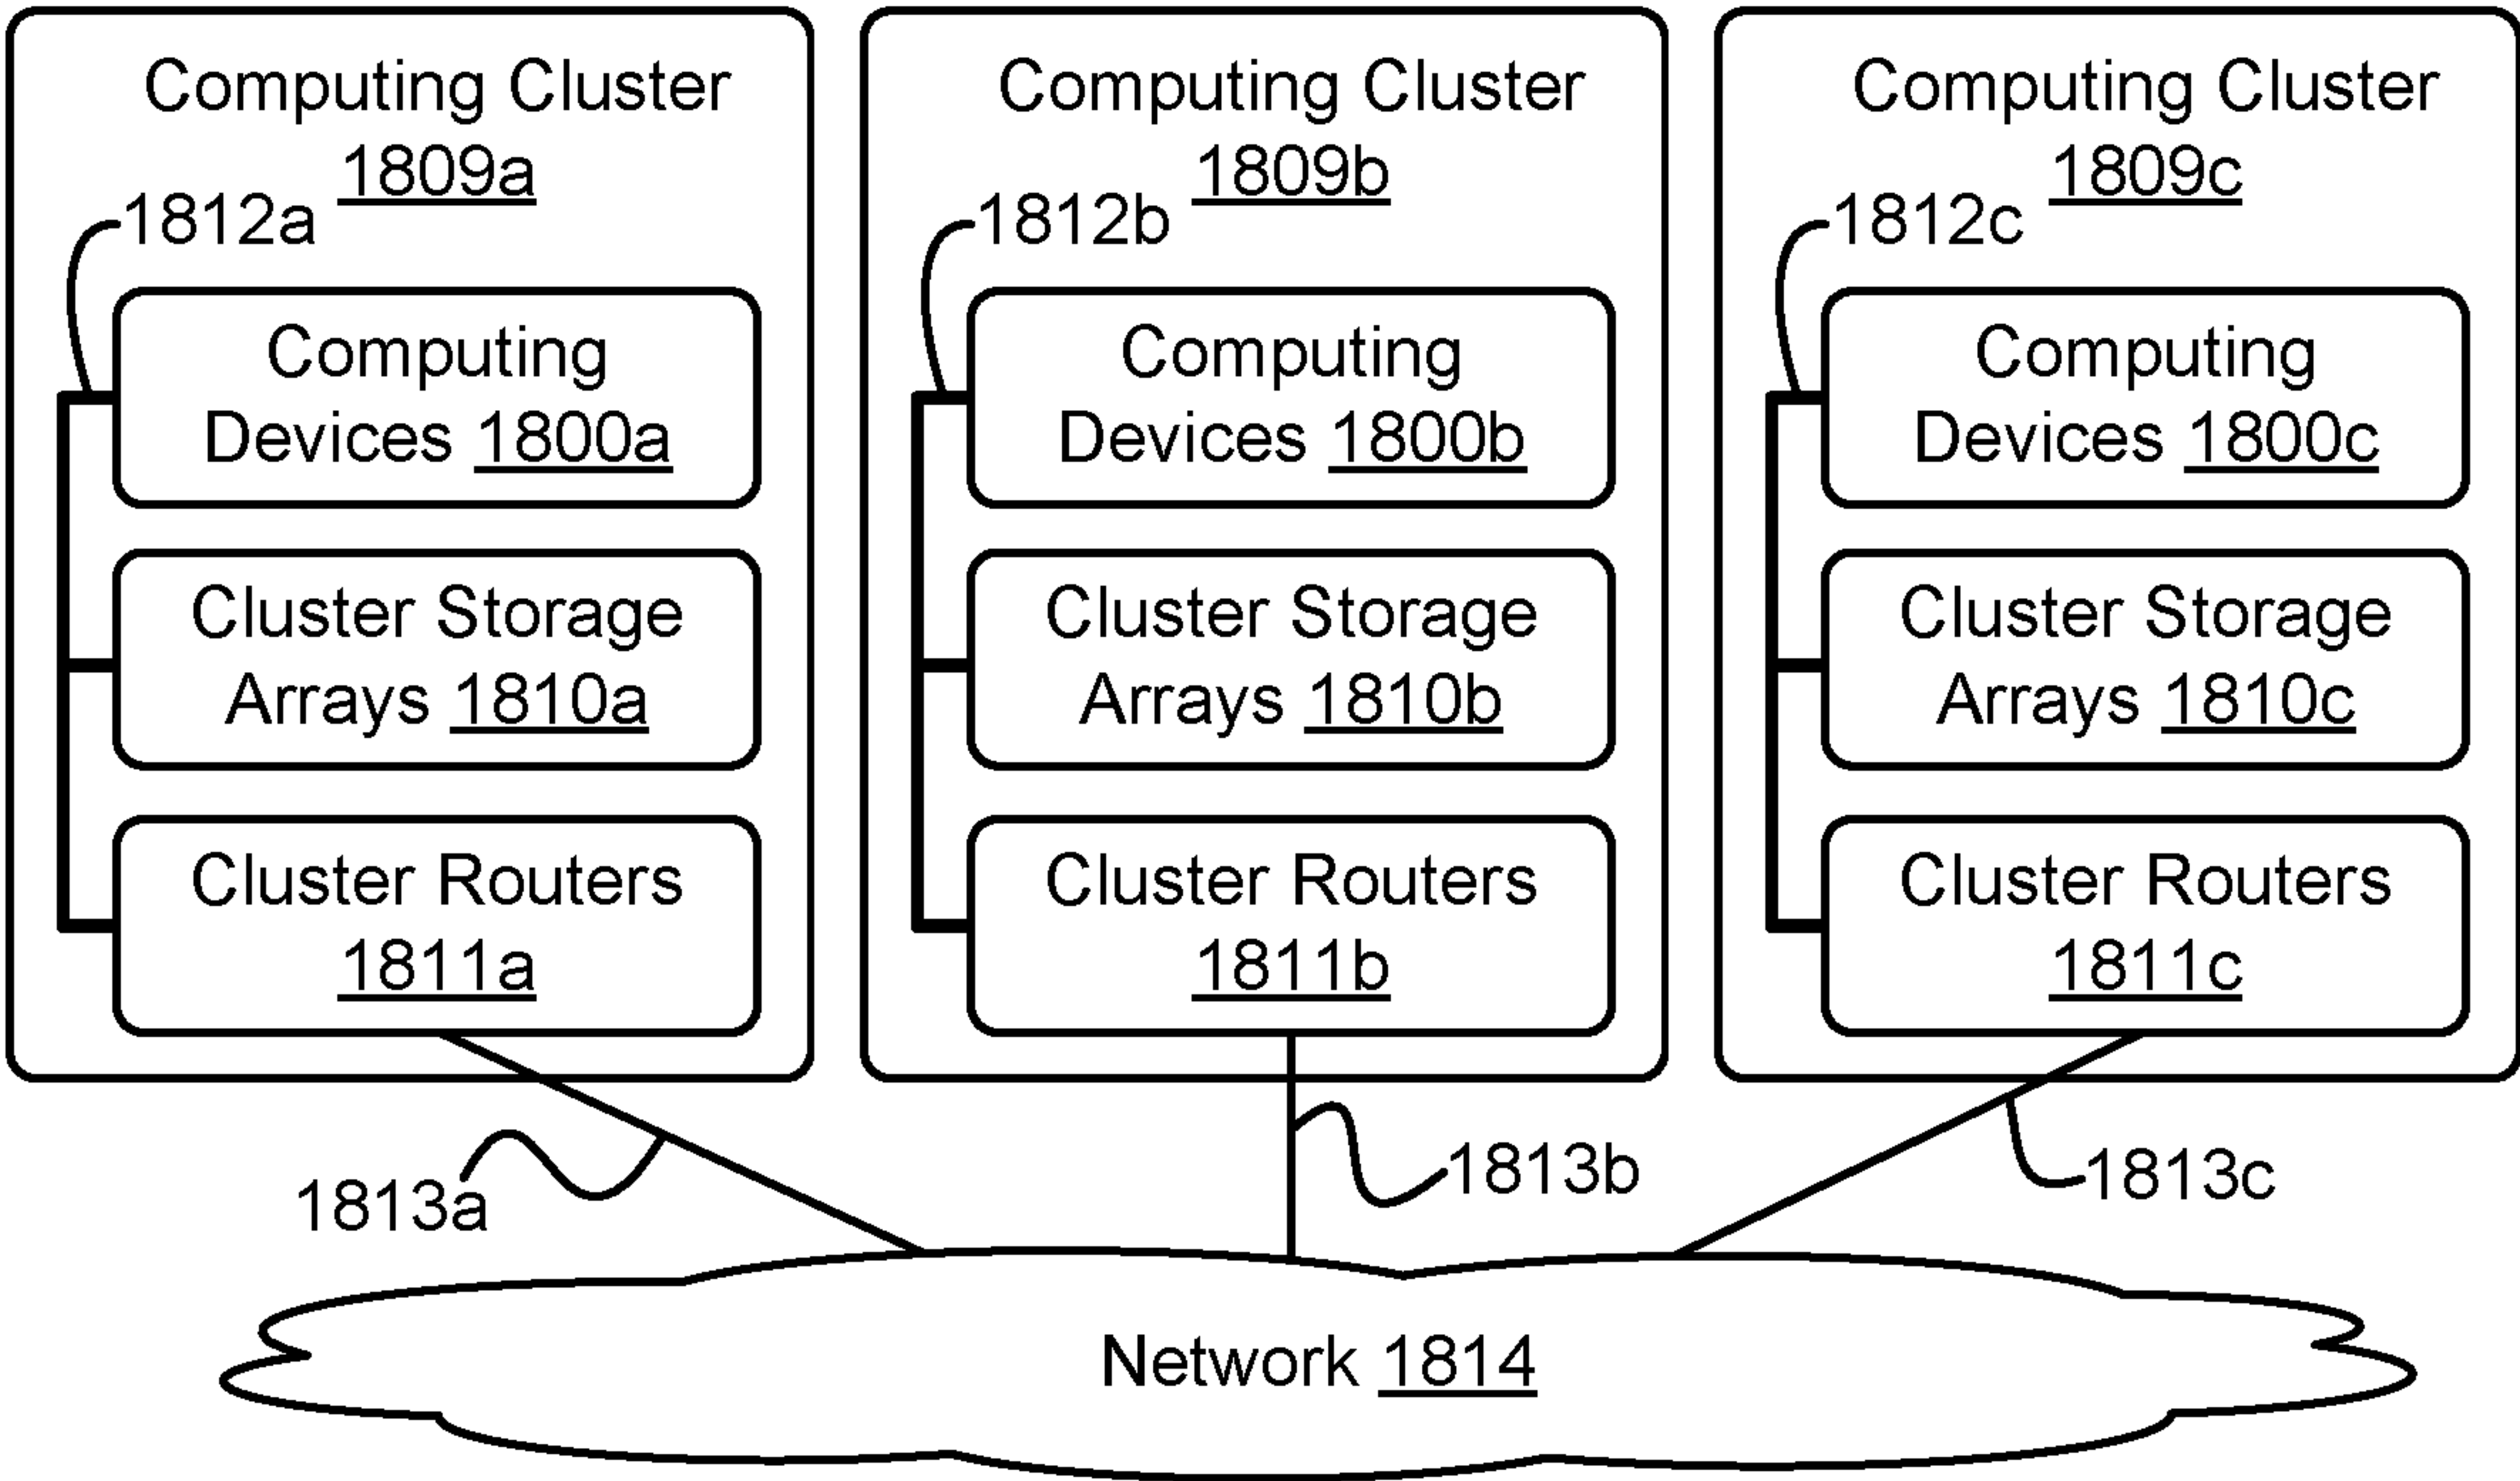 Computing Cluster
1809a
1812a
Computing
Devices 1800a
Cluster Storage
Arrays 1810a
Cluster Routers
1811a
Computing Cluster
1809b
1812b
Computing
Devices 1800b
Cluster Storage
Arrays 1810b
Cluster Routers
1811b
Computing Cluster
1809c
1812c
Computing
Devices 1800c
Cluster Storage
Arrays 1810c
Cluster Routers
1811c
1813a
1813b
1813c
Network 1814